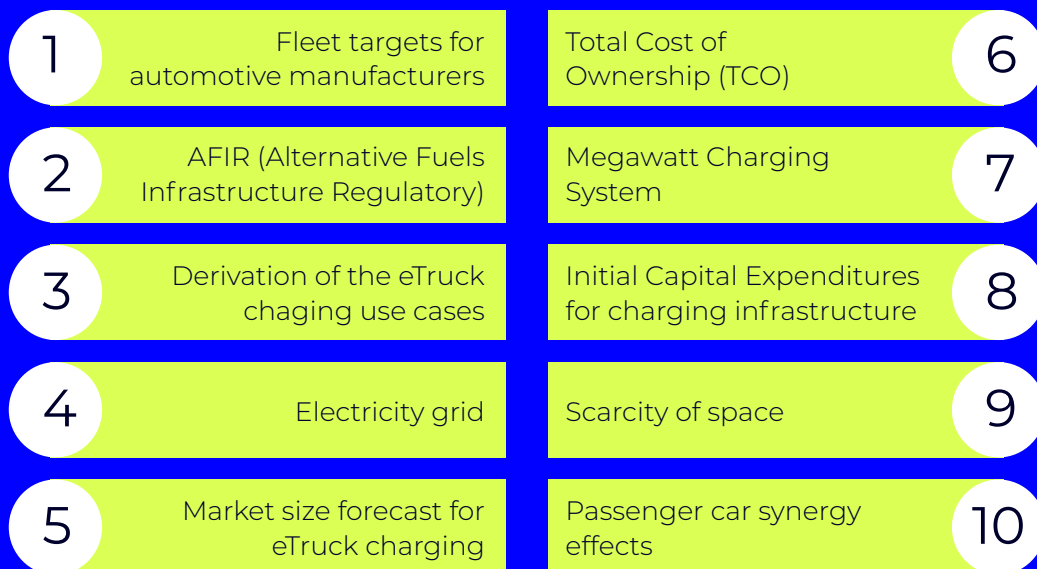 1
Fleet targets for
automotive manufacturers
2
AFIR (Alternative Fuels
Infrastructure Regulatory)
3
Derivation of the eTruck
chaging use cases
4
Electricity grid
5
Market size forecast for
eTruck charging
Total Cost of
Ownership (TCO)
6
Megawatt Charging
System
7
Initial Capital Expenditures
for charging infrastructure
8
Scarcity of space
9
Passenger car synergy
effects
10